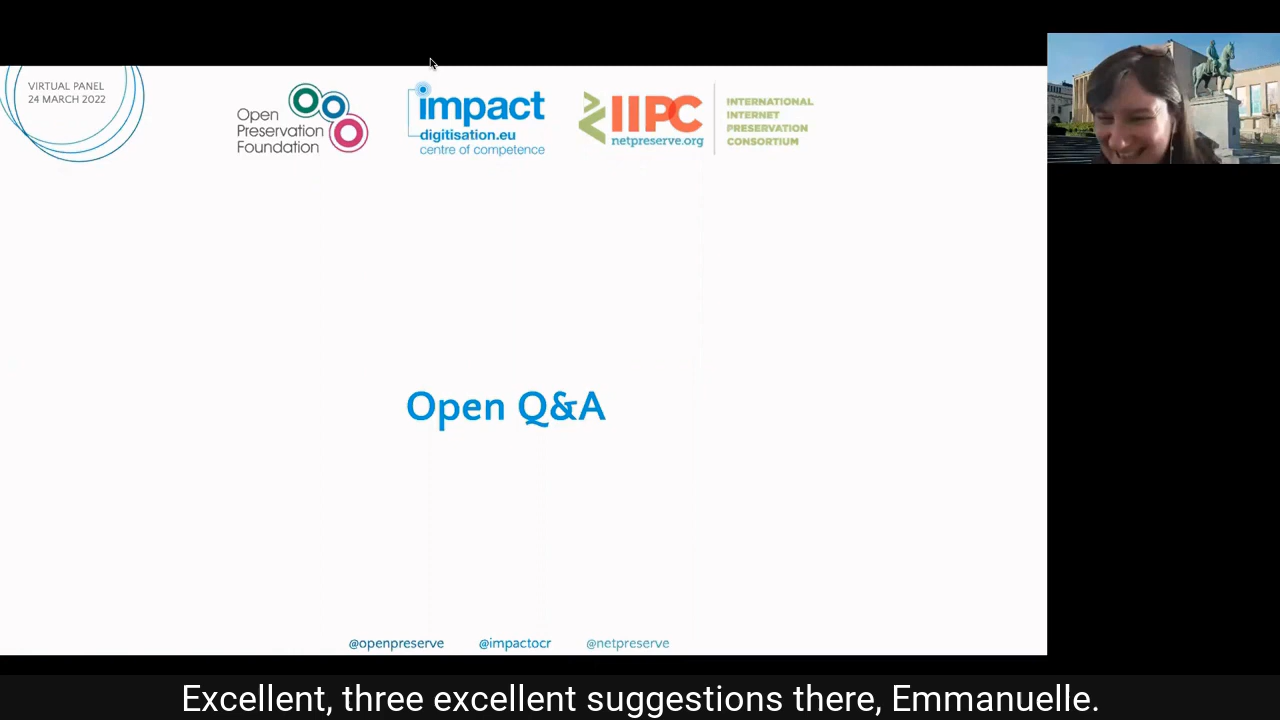 VIRTUAL PANEL
24 MARCH 2022
Open
Preservation
Foundation
impact
digitisation.eu
centre of competence
IIPC
netpreserve.org
INTERNATIONAL
INTERNET
PRESERVATION
CONSORTIUM
Open Q&A
@openpreserve @impactocr @netpreserve
Excellent, three excellent suggestions there, Emmanuelle.